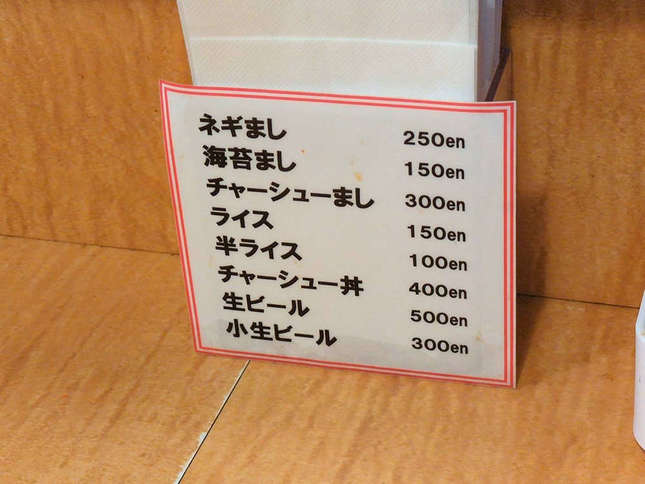 ネギまし 250en
海苔まし 150en
チャーシューまし 300en
ライス 150en
半ライス 100en
チャーシュー丼 400en
生ビール 500en
小生ビール 300en